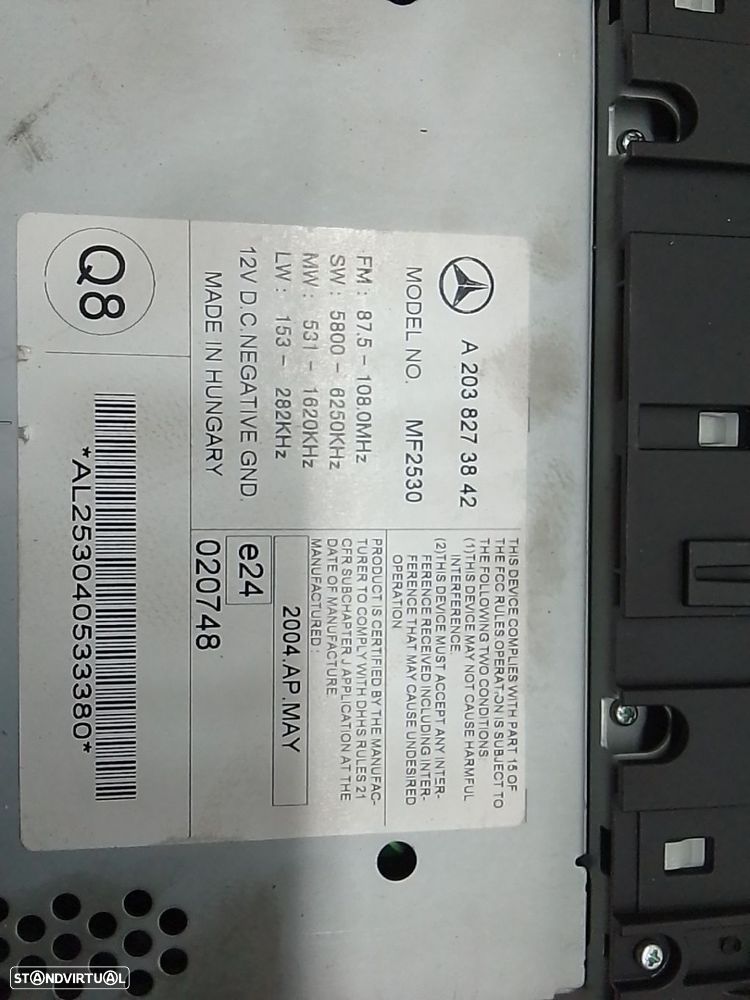 A 203 827 38 42
MODEL NO. MF2530
FM : 87.5 - 108.0MHz
SW : 5800 - 6250KHz
MW : 531 - 1620KHz
LW : 153 - 282KHz
12V D.C.NEGATIVE GND.
MADE IN HUNGARY
THIS DEVICE COMPLIES WITH PART 15 OF
THE FCC RULES OPERATION IS SUBJECT TO
THE FOLLOWING TWO CONDITIONS
(1)THIS DEVICE MAY NOT CAUSE HARMFUL
INTERFERENCE.
(2)THIS DEVICE MUST ACCEPT ANY INTER-
FERENCE RECEIVED INCLUDING INTER-
FERENCE THAT MAY CAUSE UNDESIRED
OPERATION
PRODUCT IS CERTIFIED BY THE MANUFAC-
TURER TO COMPLY WITH DHHS RULES 21
CFR SUBCHAPTER J APPLICATION AT THE
DATE OF MANUFACTURE.
MANUFACTURED :
2004.AP.MAY
e24
020748
Q8
*AL253040533380*
STANDVIRTUAL